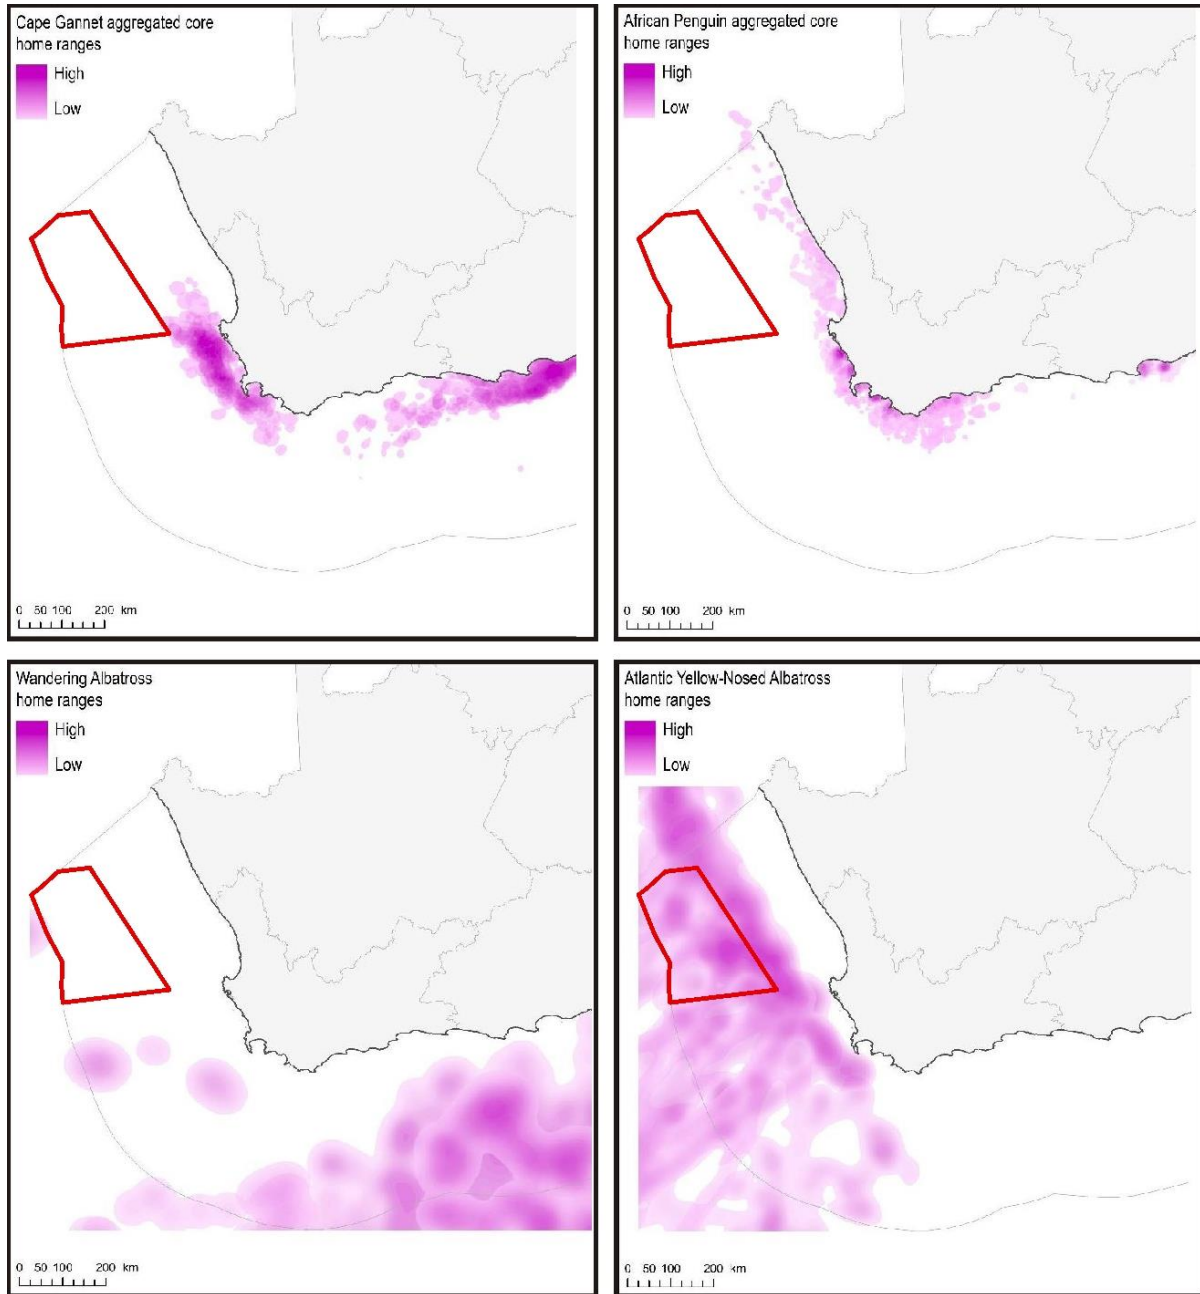 Cape Gannet aggregated core
home ranges
High
Low
0 50 100 200 km
African Penguin aggregated core
home ranges
High
Low
0 50 100 200 km
Wandering Albatross
home ranges
High
Low
0 50 100 200 km
Atlantic Yellow-Nosed Albatross
home ranges
High
Low
0 50 100 200 km